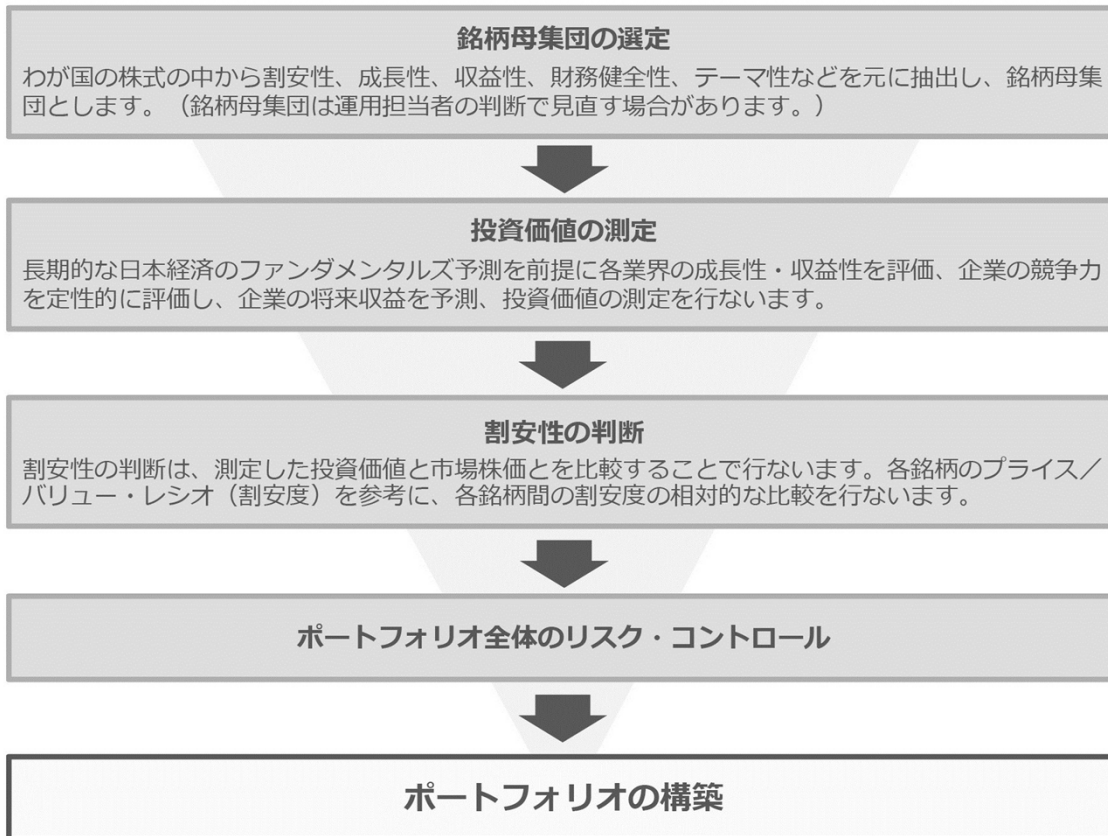 銘柄母集団の選定
わが国の株式の中から割安性、成長性、収益性、財務健全性、テーマ性などを元に抽出し、銘柄母集
団とします。（銘柄母集団は運用担当者の判断で見直す場合があります。）
投資価値の測定
長期的な日本経済のファンダメンタルズ予測を前提に各業界の成長性・収益性を評価、企業の競争力
を定性的に評価し、企業の将来収益を予測、投資価値の測定を行ないます。
割安性の判断
割安性の判断は、測定した投資価値と市場株価とを比較することで行ないます。各銘柄のプライス／
バリュー・レシオ（割安度）を参考に、各銘柄間の割安度の相対的な比較を行ないます。
ポートフォリオ全体のリスク・コントロール
ポートフォリオの構築